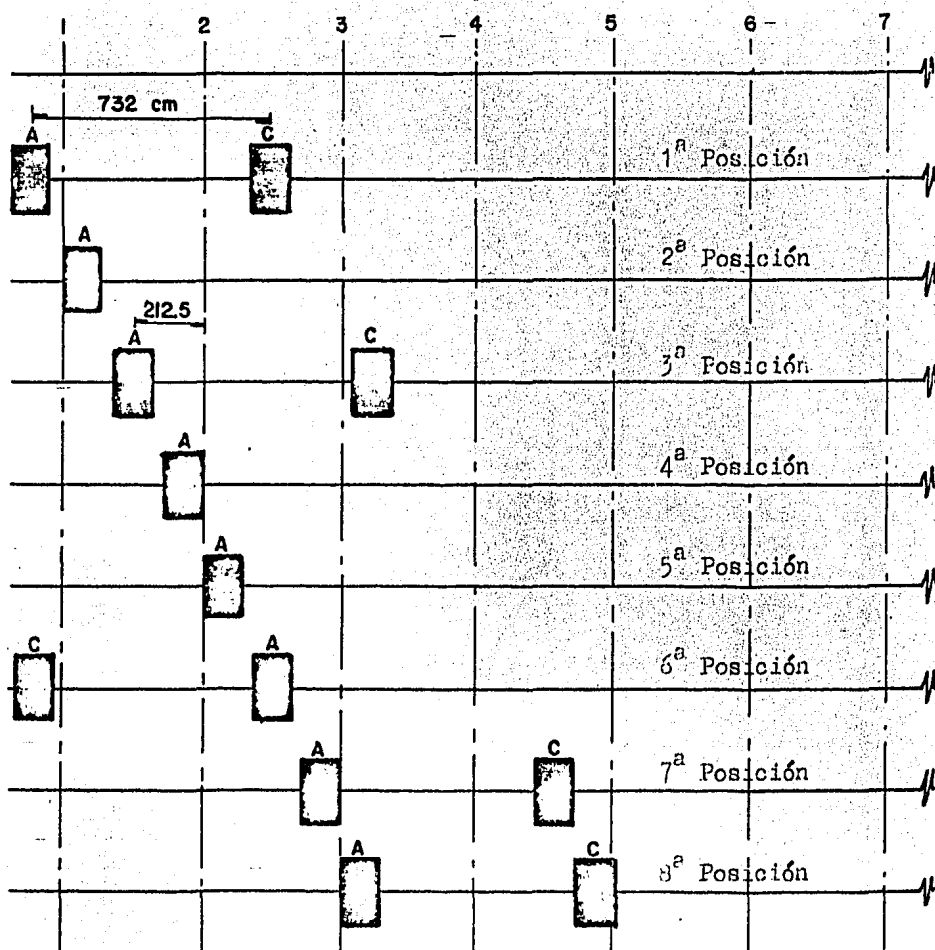 2 3 4 5 6 7
732 cm
A C
1ª Posición
A
2ª Posición
212.5
A C
3ª Posición
A
4ª Posición
A
5ª Posición
C A
6ª Posición
A C
7ª Posición
A C
8ª Posición